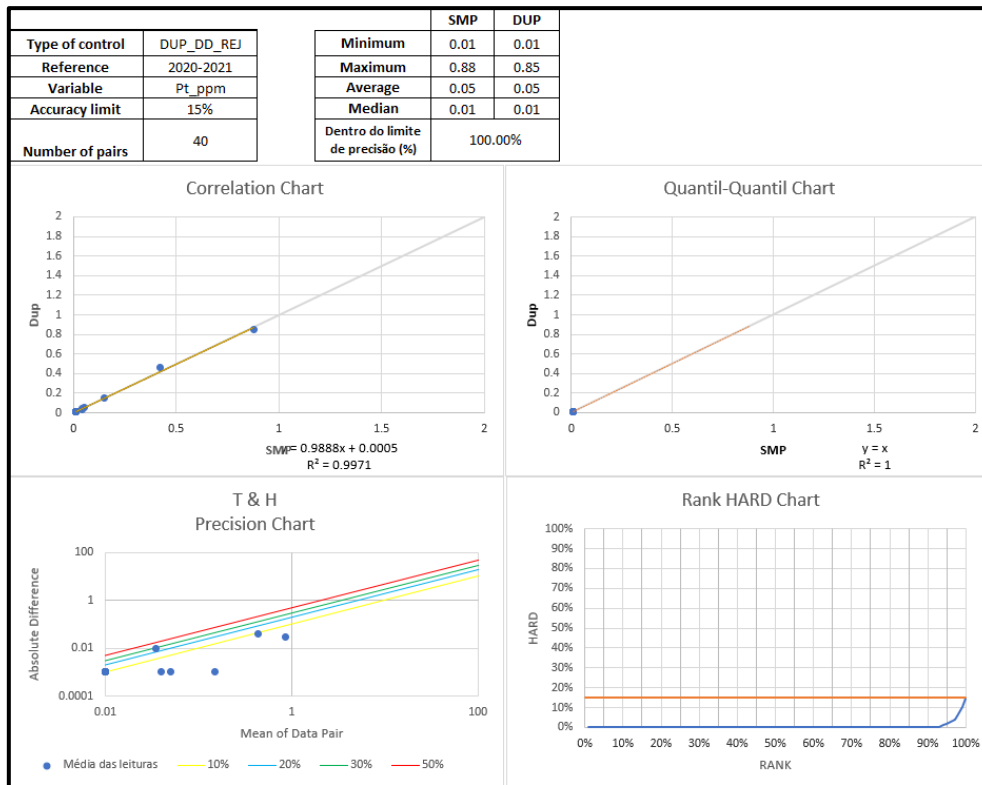 SMP DUP
Type of control DUP_DD_REJ Minimum 0.01 0.01
Reference 2020-2021 Maximum 0.88 0.85
Variable Pt_ppm Average 0.05 0.05
Accuracy limit 15% Median 0.01 0.01
Number of pairs 40 Dentro do limite de precisão (%) 100.00%
Correlation Chart
2
1.8
1.6
1.4
1.2
1
0.8
0.6
0.4
0.2
0
Dup
0 0.5 1 1.5 2
SMP y = 0.9888x + 0.0005
R² = 0.9971
Quantil-Quantil Chart
2
1.8
1.6
1.4
1.2
1
0.8
0.6
0.4
0.2
0
Dup
0 0.5 1 1.5 2
SMP y = x
R² = 1
T & H
Precision Chart
100
1
0.01
0.0001
Absolute Difference
0.01 1 100
Mean of Data Pair
Média das leituras 10% 20% 30% 50%
Rank HARD Chart
100%
90%
80%
70%
60%
50%
40%
30%
20%
10%
0%
HARD
0% 10% 20% 30% 40% 50% 60% 70% 80% 90% 100%
RANK